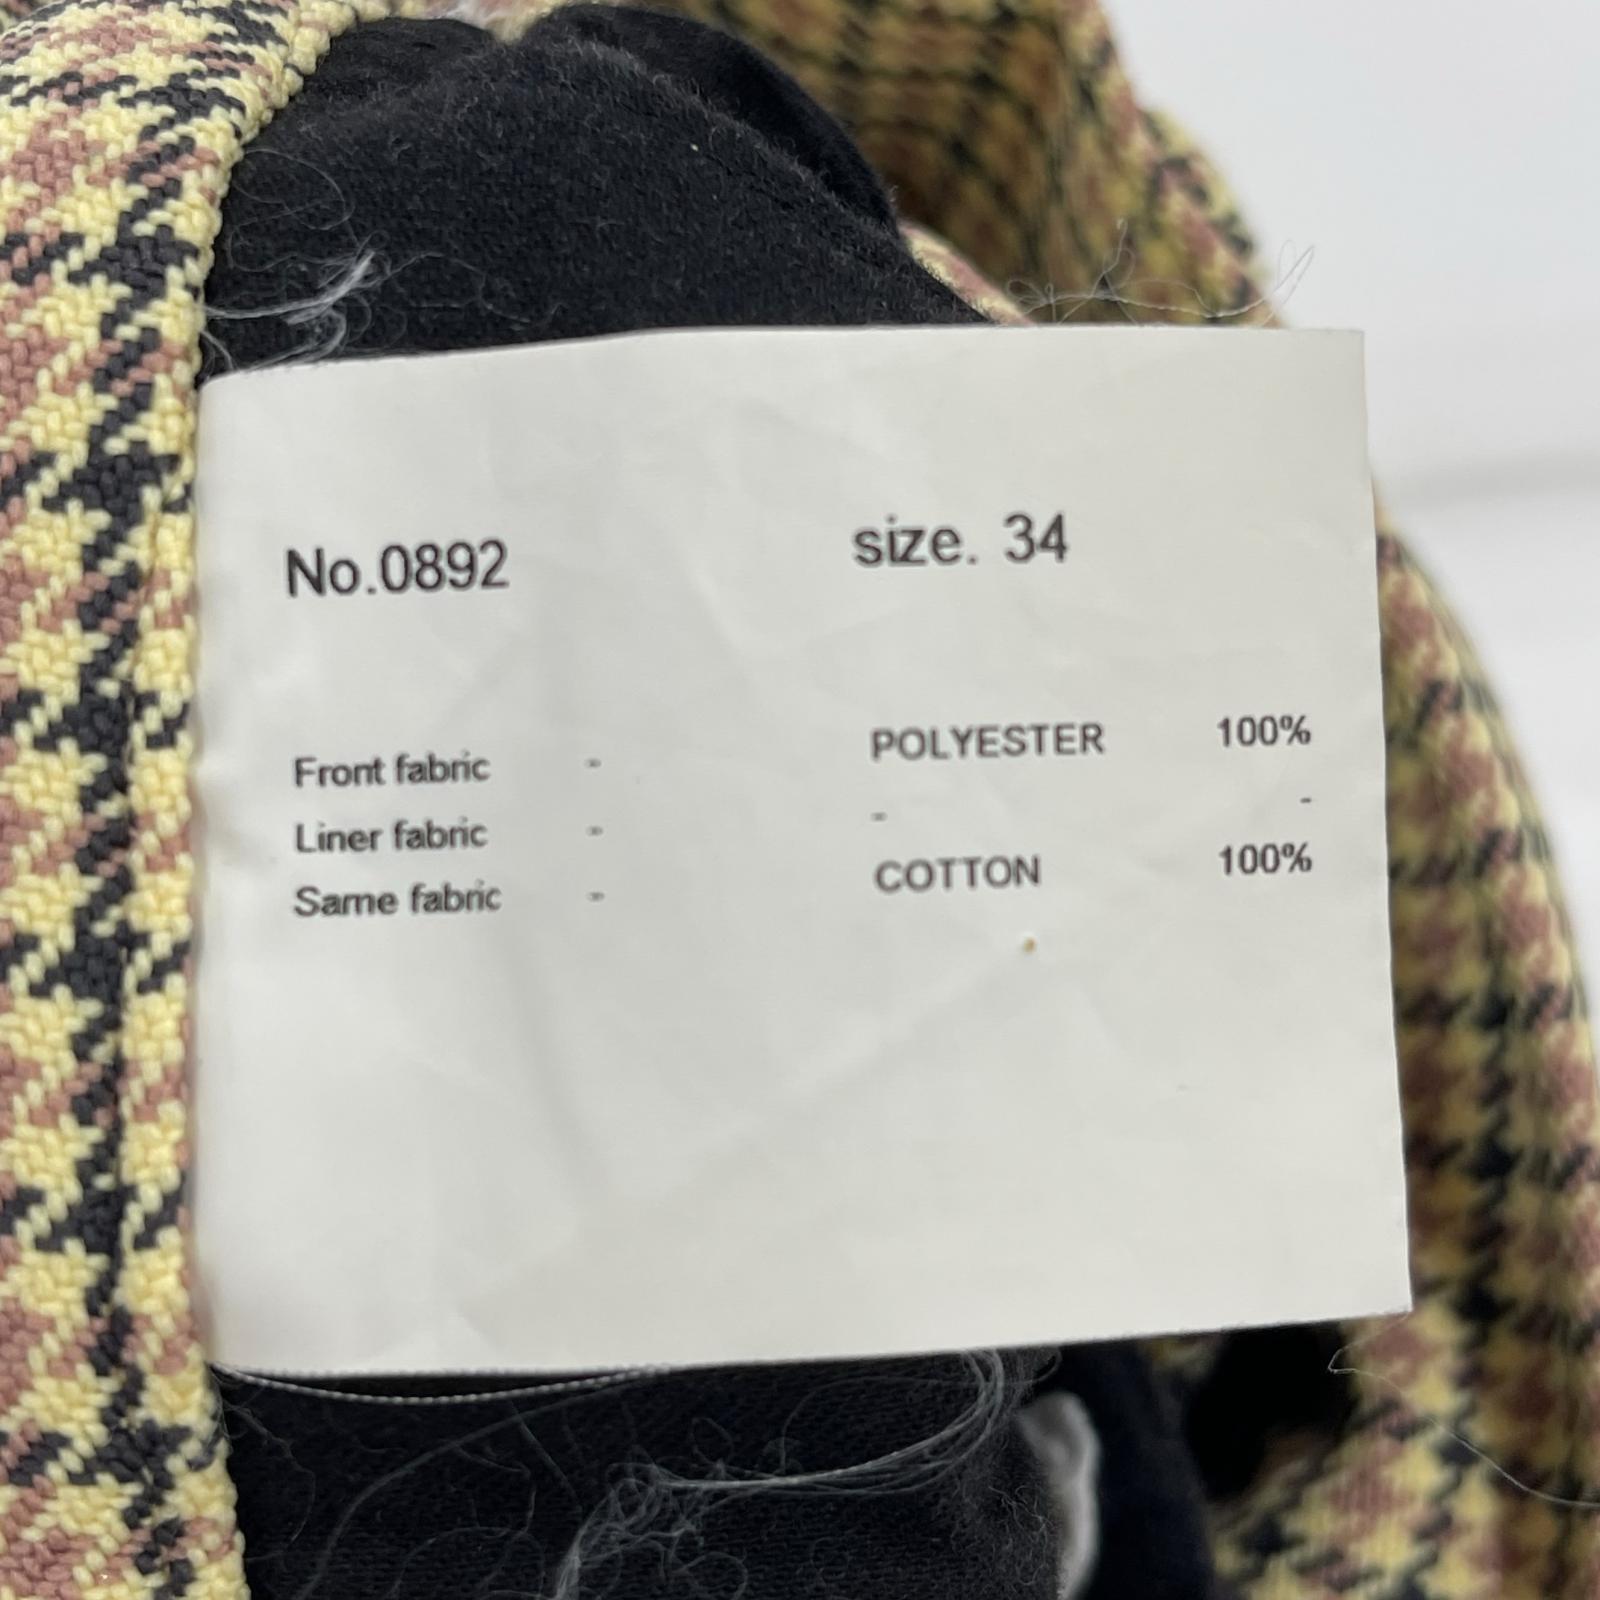 No.0892 size. 34
Front fabric - POLYESTER 100%
Liner fabric - - -
Same fabric - COTTON 100%